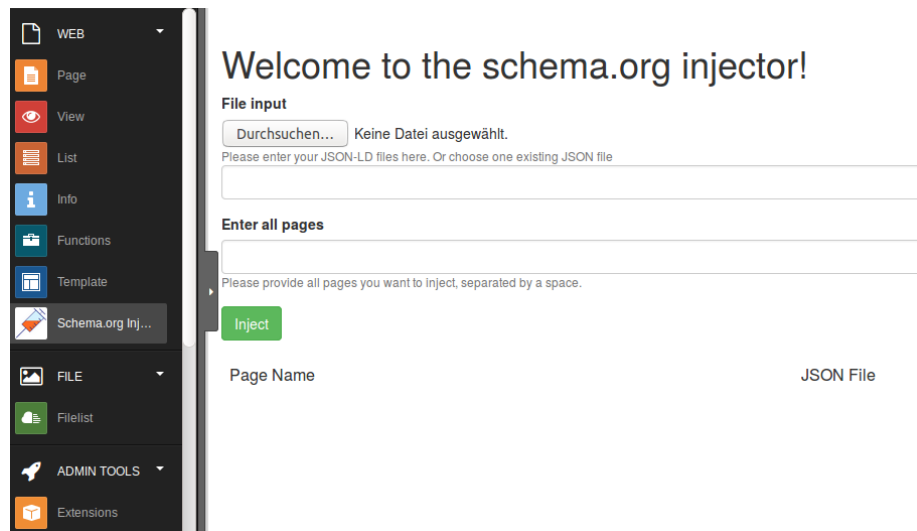 WEB
Page
View
List
Info
Functions
Template
Schema.org Inj...
FILE
Filelist
ADMIN TOOLS
Extensions
Welcome to the schema.org injector!
File input
Durchsuchen... Keine Datei ausgewählt.
Please enter your JSON-LD files here. Or choose one existing JSON file
Enter all pages
Please provide all pages you want to inject, separated by a space.
Inject
Page Name JSON File